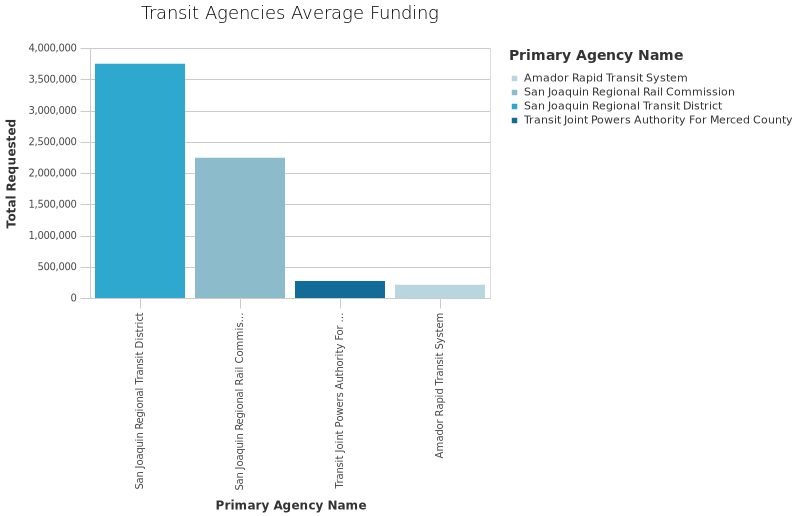 Transit Agencies Average Funding
Total Requested
4,000,000
3,500,000
3,000,000
2,500,000
2,000,000
1,500,000
1,000,000
500,000
0
San Joaquin Regional Transit District
San Joaquin Regional Rail Commis...
Transit Joint Powers Authority For ...
Amador Rapid Transit System
Primary Agency Name
Primary Agency Name
Amador Rapid Transit System
San Joaquin Regional Rail Commission
San Joaquin Regional Transit District
Transit Joint Powers Authority For Merced County